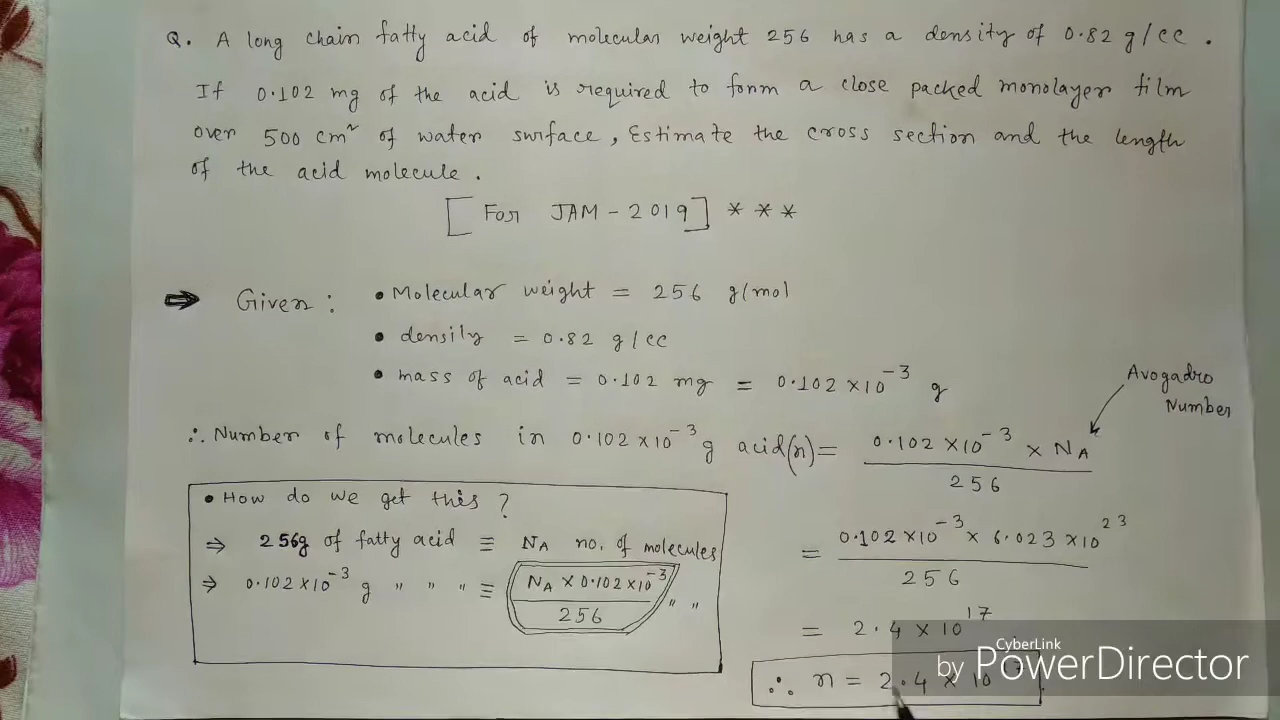 Q. A long chain fatty acid of molecular weight 256 has a density of 0.82 g/cc .
If 0.102 mg of the acid is required to form a close packed monolayer film
over 500 cm² of water surface, Estimate the cross section and the length
of the acid molecule .
[ For JAM - 2019 ] * * *
⇒ Given : • Molecular weight = 256 g/mol
• density = 0.82 g/cc
• mass of acid = 0.102 mg = 0.102 × 10⁻³ g
Avogadro
Number
∴ Number of molecules in 0.102 × 10⁻³ g acid(n) = 0.102 × 10⁻³ × N_A / 256
• How do we get this ?
⇒ 256g of fatty acid ≡ N_A no. of molecules
⇒ 0.102 × 10⁻³ g " " " ≡ N_A × 0.102 × 10⁻³ / 256 " "
= 0.102 × 10⁻³ × 6.023 × 10²³ / 256
= 2.4 × 10¹⁷
∴ n = 2.4 × 10
CyberLink
by PowerDirector